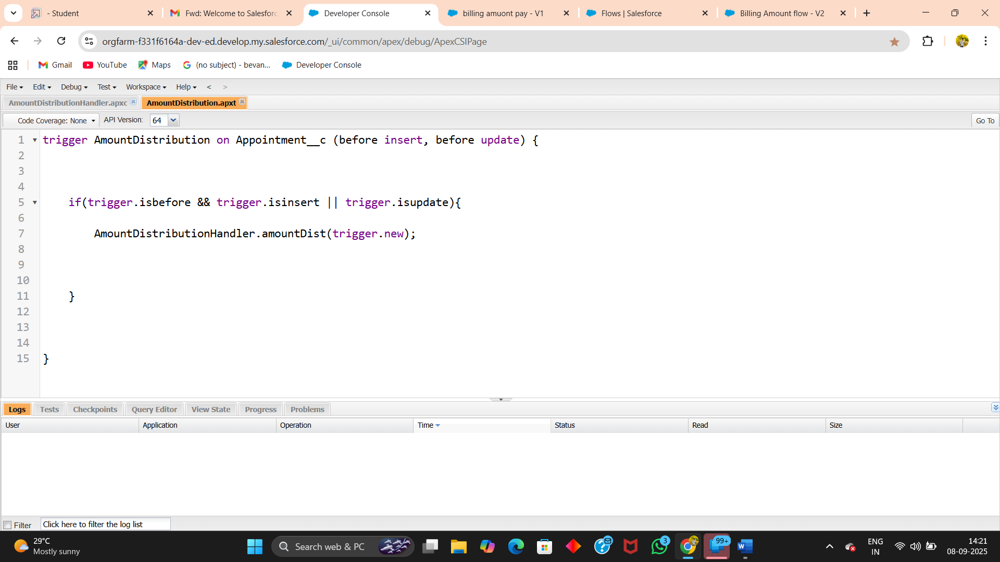 - Student
Fwd: Welcome to Salesforc
Developer Console
billing amuont pay - V1
Flows | Salesforce
Billing Amount flow - V2
orgfarm-f331f6164a-dev-ed.develop.my.salesforce.com/_ui/common/apex/debug/ApexCSIPage
Gmail
YouTube
Maps
(no subject) - bevan...
Developer Console
File
Edit
Debug
Test
Workspace
Help
<
>
AmountDistributionHandler.apxc
AmountDistribution.apxt
Code Coverage: None
API Version:
64
Go To
1 trigger AmountDistribution on Appointment__c (before insert, before update) {
2
3
4
5 if(trigger.isbefore && trigger.isinsert || trigger.isupdate){
6
7 AmountDistributionHandler.amountDist(trigger.new);
8
9
10
11 }
12
13
14
15 }
Logs
Tests
Checkpoints
Query Editor
View State
Progress
Problems
User
Application
Operation
Time
Status
Read
Size
Filter
Click here to filter the log list
29°C
Mostly sunny
Search web & PC
3
99+
W
ENG
IN
14:21
08-09-2025